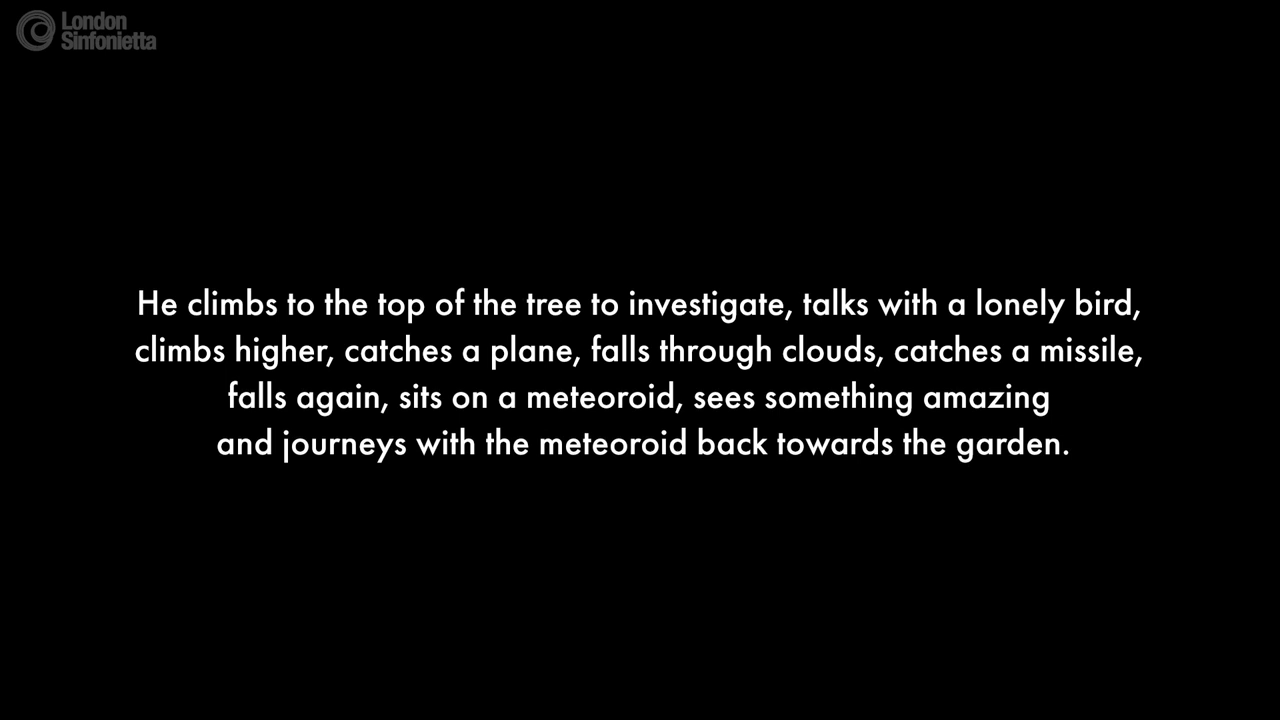 London
Sinfonietta
He climbs to the top of the tree to investigate, talks with a lonely bird,
climbs higher, catches a plane, falls through clouds, catches a missile,
falls again, sits on a meteoroid, sees something amazing
and journeys with the meteoroid back towards the garden.